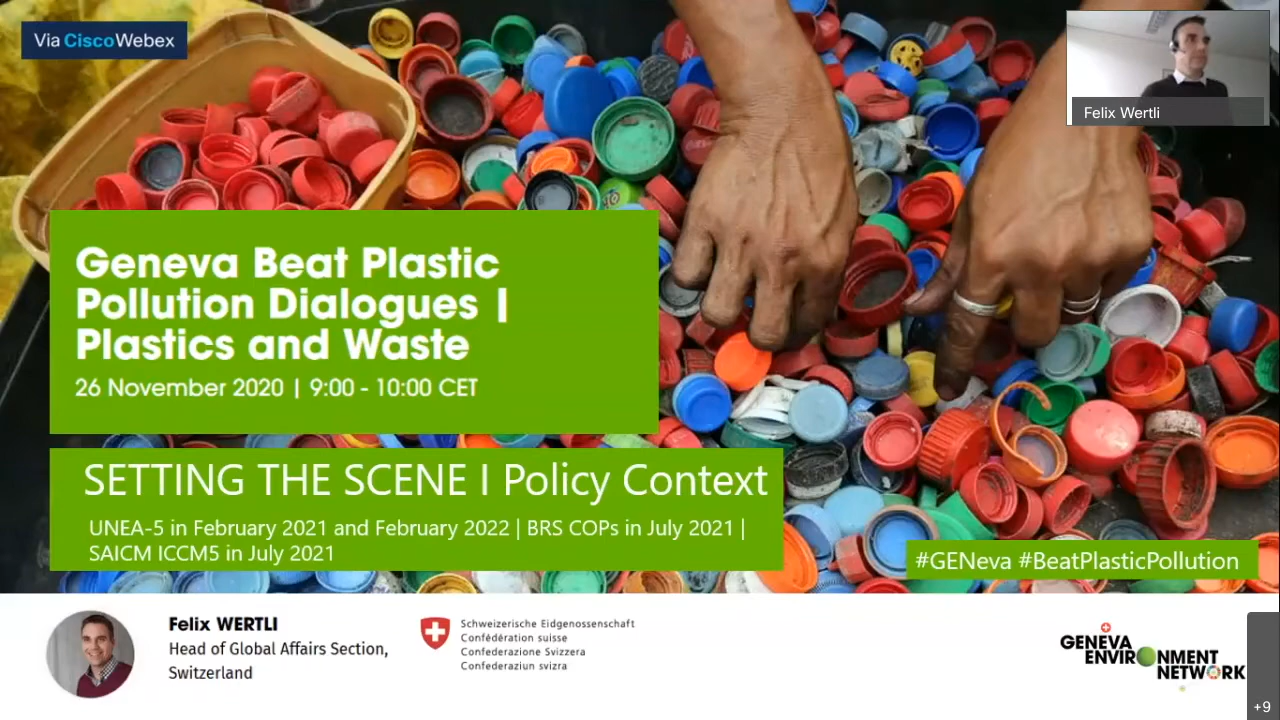 Via CiscoWebex
Felix Wertli
Geneva Beat Plastic
Pollution Dialogues |
Plastics and Waste
26 November 2020 | 9:00 - 10:00 CET
SETTING THE SCENE I Policy Context
UNEA-5 in February 2021 and February 2022 | BRS COPs in July 2021 |
SAICM ICCM5 in July 2021
#GENeva #BeatPlasticPollution
Felix WERTLI
Head of Global Affairs Section,
Switzerland
Schweizerische Eidgenossenschaft
Confédération suisse
Confederazione Svizzera
Confederaziun svizra
GENEVA
ENVIRONMENT
NETWORK
+9